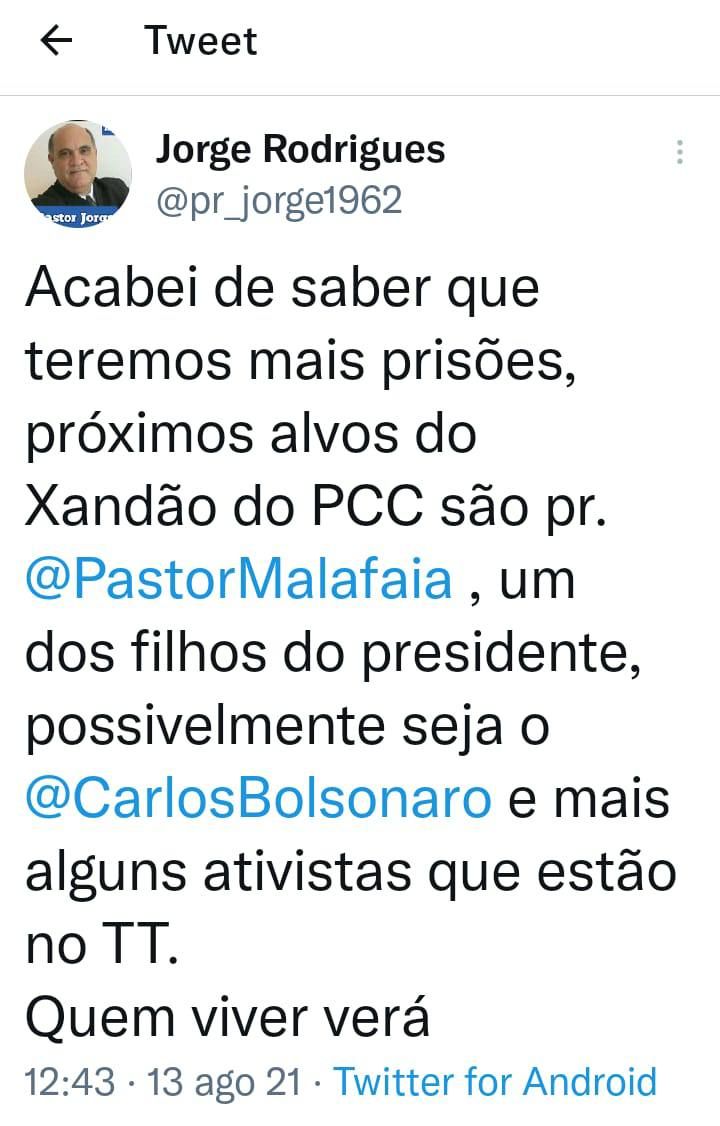 Tweet
Jorge Rodrigues
@pr_jorge1962
Acabei de saber que
teremos mais prisões,
próximos alvos do
Xandão do PCC são pr.
@PastorMalafaia , um
dos filhos do presidente,
possivelmente seja o
@CarlosBolsonaro e mais
alguns ativistas que estão
no TT.
Quem viver verá
12:43 · 13 ago 21 · Twitter for Android